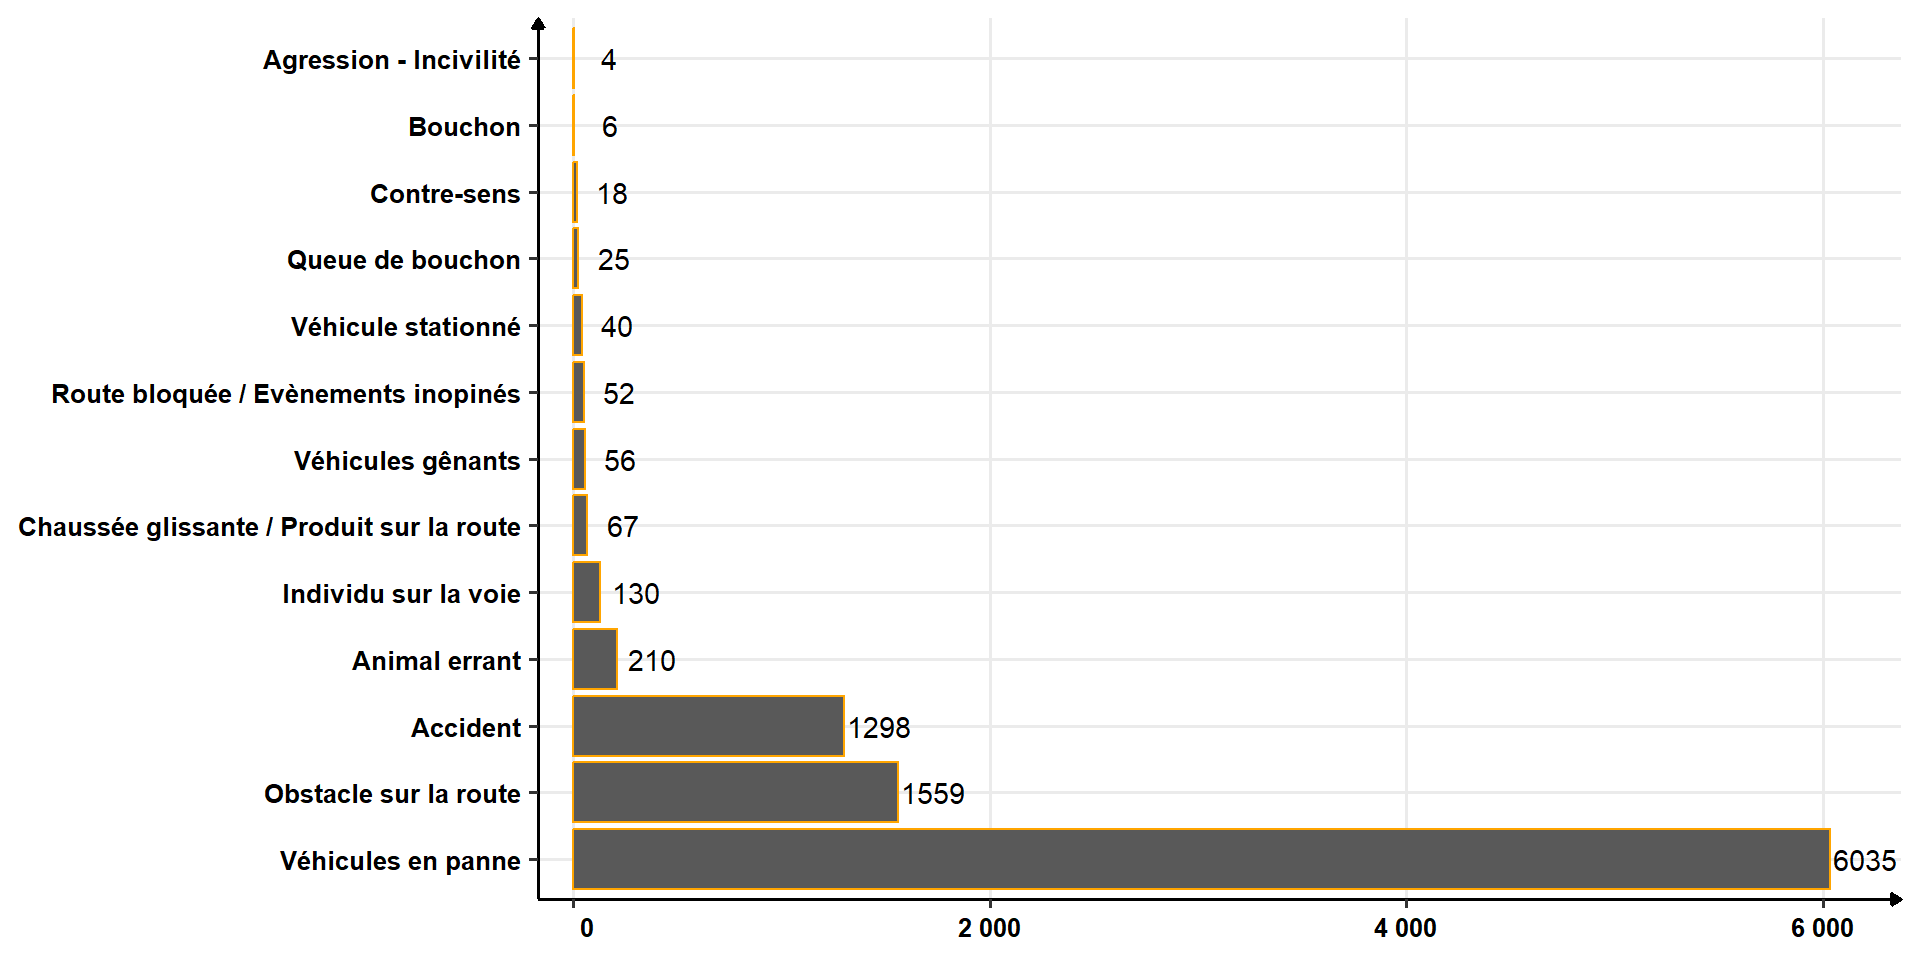 Agression - Incivilité 4
Bouchon 6
Contre-sens 18
Queue de bouchon 25
Véhicule stationné 40
Route bloquée / Evènements inopinés 52
Véhicules gênants 56
Chaussée glissante / Produit sur la route 67
Individu sur la voie 130
Animal errant 210
Accident 1298
Obstacle sur la route 1559
Véhicules en panne 6035
0 2 000 4 000 6 000